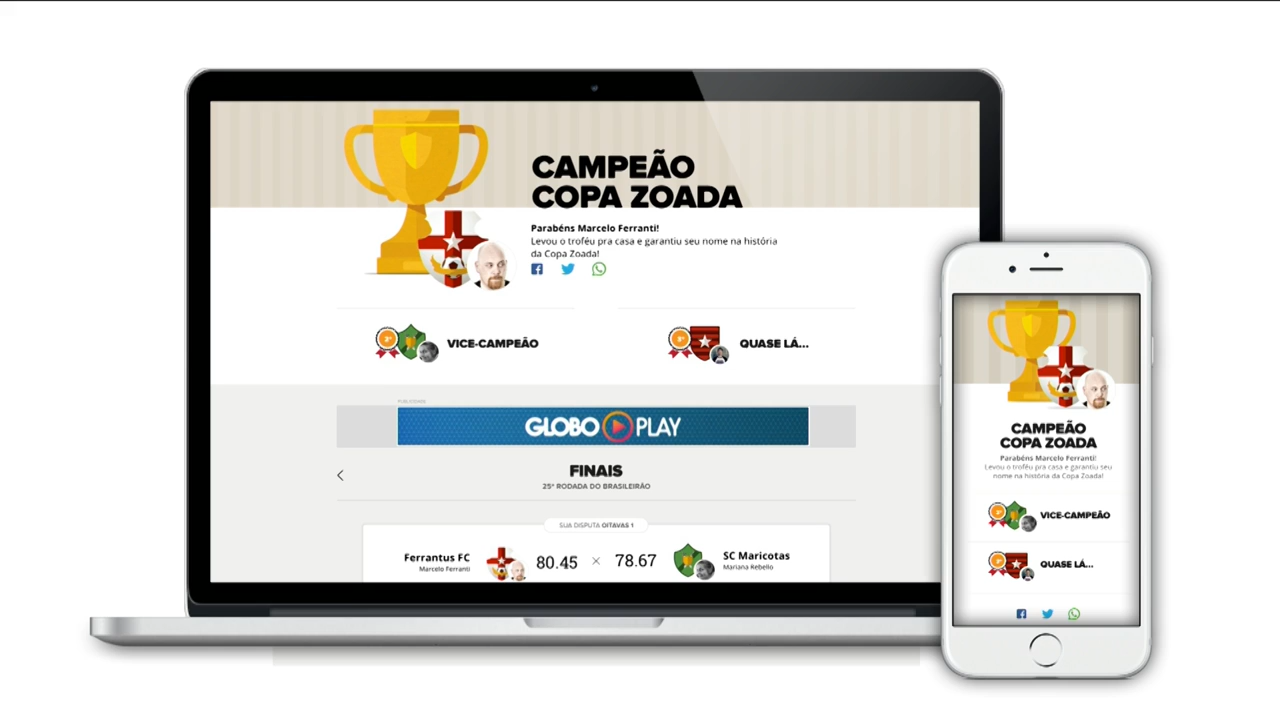 CAMPEÃO
COPA ZOADA
Parabéns Marcelo Ferranti!
Levou o troféu pra casa e garantiu seu nome na história
da Copa Zoada!
2º
VICE-CAMPEÃO
3º
QUASE LÁ...
PUBLICIDADE
GLOBO PLAY
FINAIS
25ª RODADA DO BRASILEIRÃO
SUA DISPUTA OITAVAS 1
Ferrantus FC
Marcelo Ferranti
80.45 × 78.67
SC Maricotas
Mariana Rebello
CAMPEÃO
COPA ZOADA
Parabéns Marcelo Ferranti!
Levou o troféu pra casa e garantiu seu
nome na história da Copa Zoada!
VICE-CAMPEÃO
QUASE LÁ...